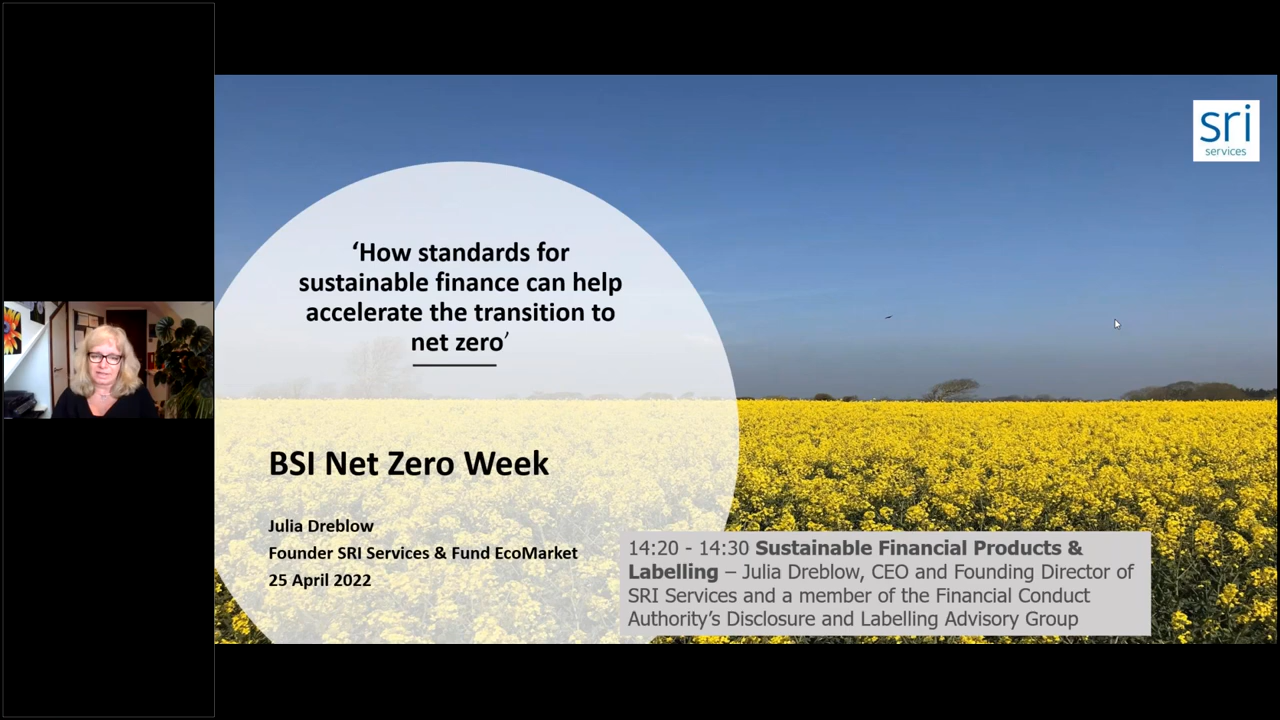 sri
services
‘How standards for
sustainable finance can help
accelerate the transition to
net zero’
BSI Net Zero Week
Julia Dreblow
Founder SRI Services & Fund EcoMarket
25 April 2022
14:20 - 14:30 Sustainable Financial Products &
Labelling – Julia Dreblow, CEO and Founding Director of
SRI Services and a member of the Financial Conduct
Authority’s Disclosure and Labelling Advisory Group